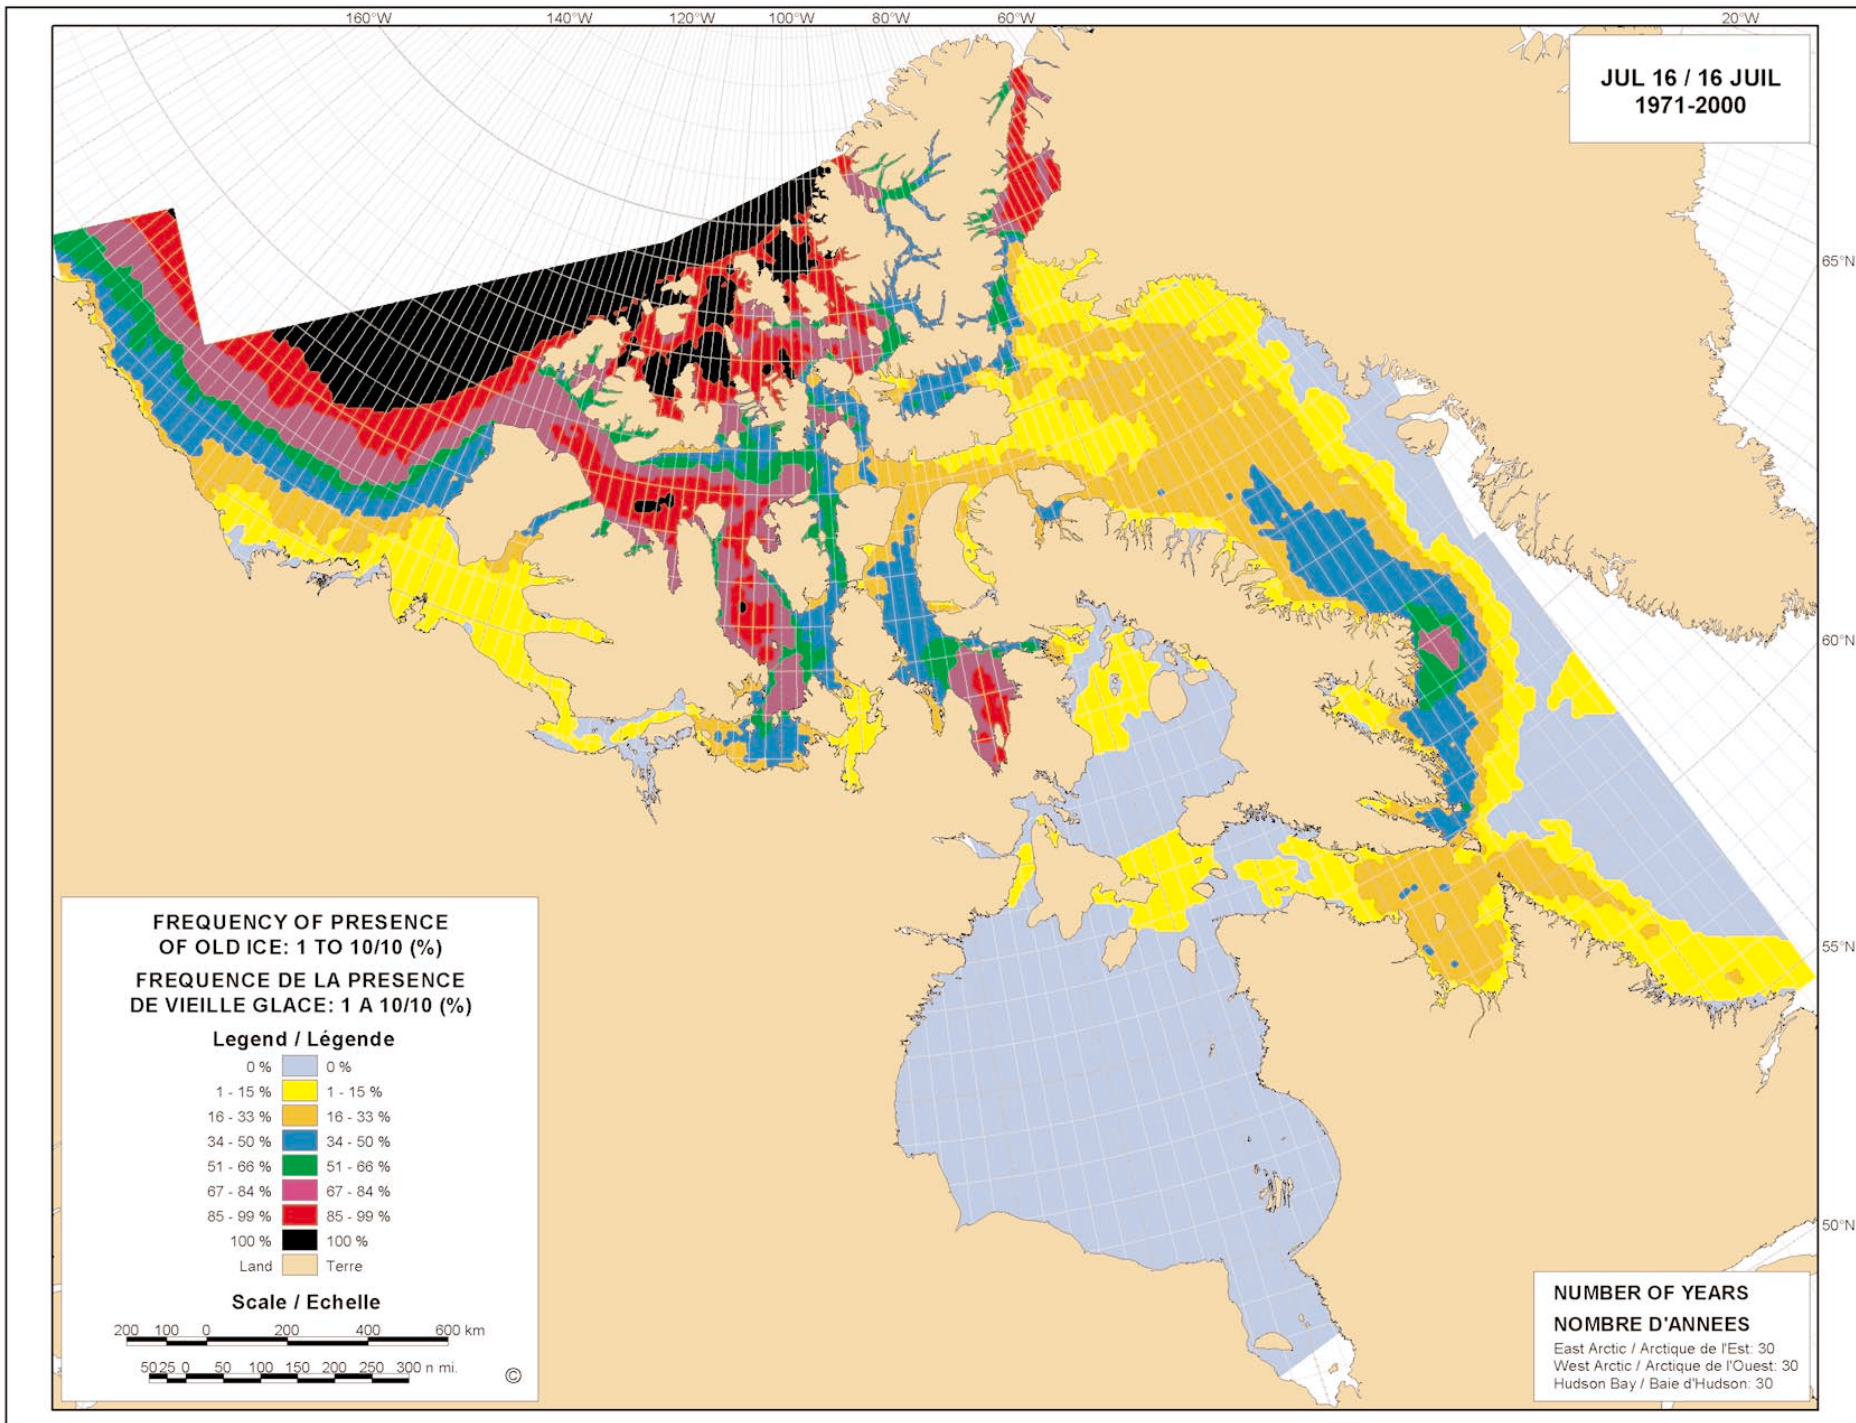 160°W 140°W 120°W 100°W 80°W 60°W 20°W
JUL 16 / 16 JUIL
1971-2000
65°N
60°N
55°N
50°N
FREQUENCY OF PRESENCE
OF OLD ICE: 1 TO 10/10 (%)
FREQUENCE DE LA PRESENCE
DE VIEILLE GLACE: 1 A 10/10 (%)
Legend / Légende
0 % 0 %
1 - 15 % 1 - 15 %
16 - 33 % 16 - 33 %
34 - 50 % 34 - 50 %
51 - 66 % 51 - 66 %
67 - 84 % 67 - 84 %
85 - 99 % 85 - 99 %
100 % 100 %
Land Terre
Scale / Echelle
200 100 0 200 400 600 km
50 25 0 50 100 150 200 250 300 n mi.
©
NUMBER OF YEARS
NOMBRE D'ANNEES
East Arctic / Arctique de l'Est: 30
West Arctic / Arctique de l'Ouest: 30
Hudson Bay / Baie d'Hudson: 30